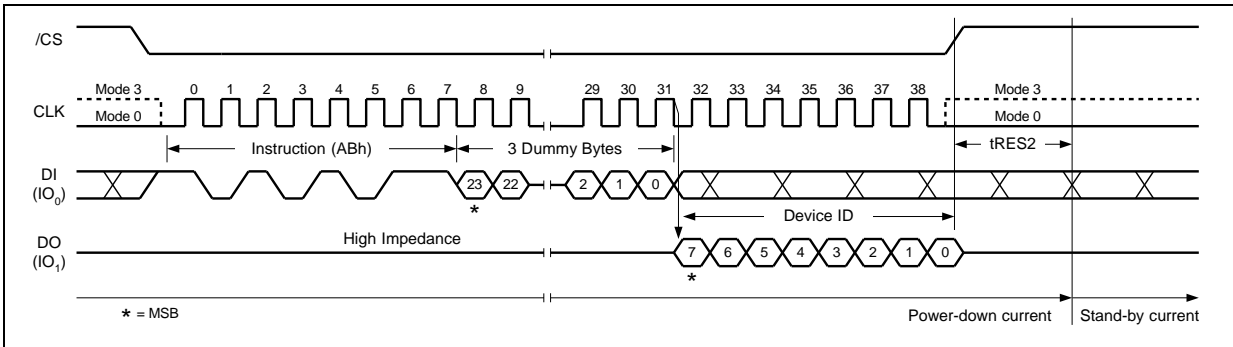 /CS
Mode 3 0 1 2 3 4 5 6 7 8 9 29 30 31 32 33 34 35 36 37 38 Mode 3
CLK
Mode 0 Mode 0
Instruction (ABh) 3 Dummy Bytes tRES2
DI
(IO0)
23 22 2 1 0
*
Device ID
DO
(IO1)
High Impedance
7 6 5 4 3 2 1 0
*
* = MSB
Power-down current Stand-by current